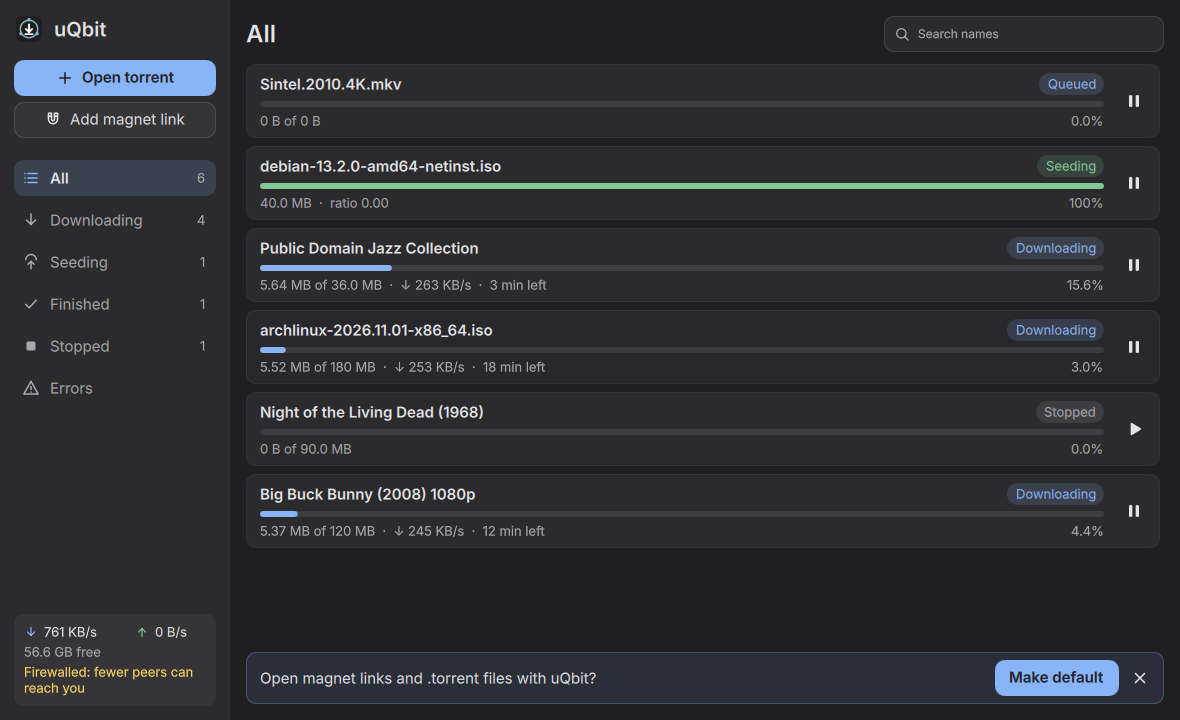 uQbit
Open torrent
Add magnet link
All 6
Downloading 4
Seeding 1
Finished 1
Stopped 1
Errors
761 KB/s 0 B/s
56.6 GB free
Firewalled: fewer peers can
reach you
All
Search names
Sintel.2010.4K.mkv Queued
0 B of 0 B 0.0%
debian-13.2.0-amd64-netinst.iso Seeding
40.0 MB · ratio 0.00 100%
Public Domain Jazz Collection Downloading
5.64 MB of 36.0 MB · ↓ 263 KB/s · 3 min left 15.6%
archlinux-2026.11.01-x86_64.iso Downloading
5.52 MB of 180 MB · ↓ 253 KB/s · 18 min left 3.0%
Night of the Living Dead (1968) Stopped
0 B of 90.0 MB 0.0%
Big Buck Bunny (2008) 1080p Downloading
5.37 MB of 120 MB · ↓ 245 KB/s · 12 min left 4.4%
Open magnet links and .torrent files with uQbit? Make default